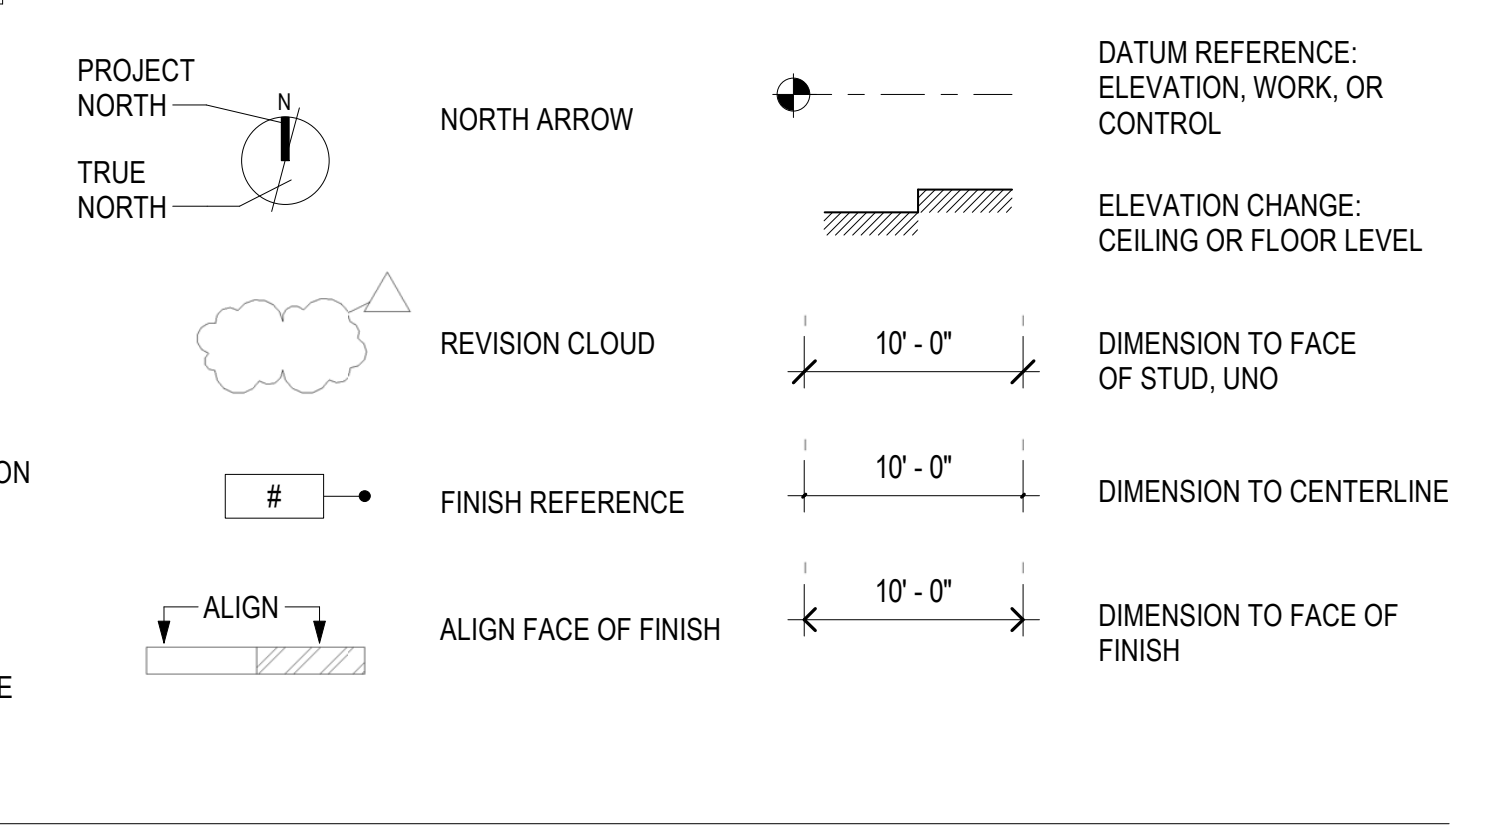 PROJECT
NORTH
N
TRUE
NORTH
NORTH ARROW
REVISION CLOUD
ON
#
FINISH REFERENCE
ALIGN
ALIGN FACE OF FINISH
E
DATUM REFERENCE:
ELEVATION, WORK, OR
CONTROL
ELEVATION CHANGE:
CEILING OR FLOOR LEVEL
10' - 0"
DIMENSION TO FACE
OF STUD, UNO
10' - 0"
DIMENSION TO CENTERLINE
10' - 0"
DIMENSION TO FACE OF
FINISH